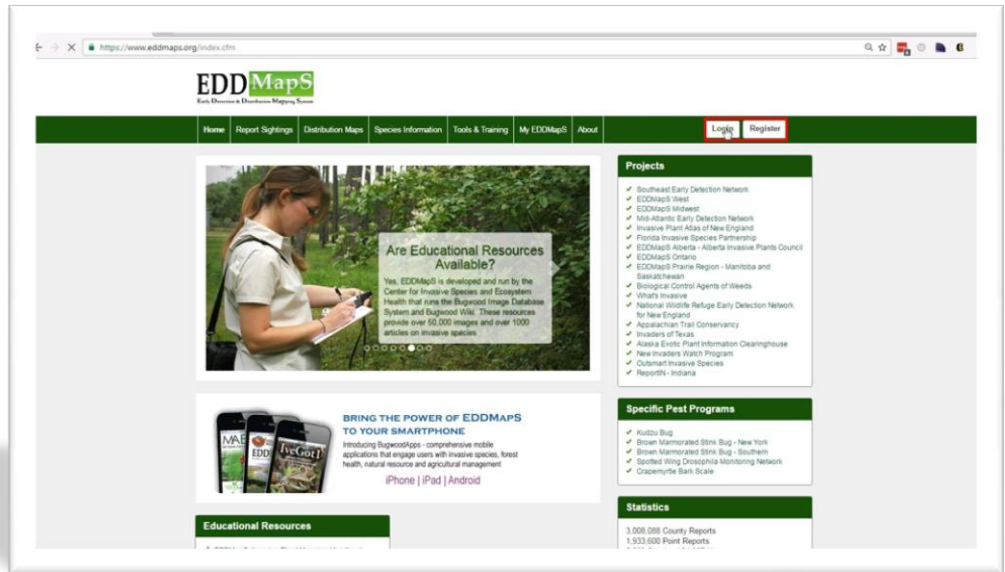 https://www.eddmaps.org/index.cfm
EDDMapS
Early Detection & Distribution Mapping System
Home Report Sightings Distribution Maps Species Information Tools & Training My EDDMapS About Login Register
Are Educational Resources
Available?
Yes, EDDMapS is developed and run by the
Center for Invasive Species and Ecosystem
Health that runs the Bugwood Image Database
System and Bugwood Wiki. These resources
provide over 50,000 images and over 1000
articles on invasive species
BRING THE POWER OF EDDMAPS
TO YOUR SMARTPHONE
Introducing BugwoodApps - comprehensive mobile
applications that engage users with invasive species, forest
health, natural resource and agricultural management
iPhone | iPad | Android
MAE
EDD
IveGot1
Educational Resources
Projects
Southeast Early Detection Network
EDDMapS West
EDDMapS Midwest
Mid-Atlantic Early Detection Network
Invasive Plant Atlas of New England
Florida Invasive Species Partnership
EDDMapS Alberta - Alberta Invasive Plants Council
EDDMapS Ontario
EDDMapS Prairie Region - Manitoba and
Saskatchewan
Biological Control Agents of Weeds
What's Invasive
National Wildlife Refuge Early Detection Network
for New England
Appalachian Trail Conservancy
Invaders of Texas
Alaska Exotic Plant Information Clearinghouse
New Invaders Watch Program
Outsmart Invasive Species
ReportIN - Indiana
Specific Pest Programs
Kudzu Bug
Brown Marmorated Stink Bug - New York
Brown Marmorated Stink Bug - Southern
Spotted Wing Drosophila Monitoring Network
Crapemyrtle Bark Scale
Statistics
3,008,088 County Reports
1,933,600 Point Reports